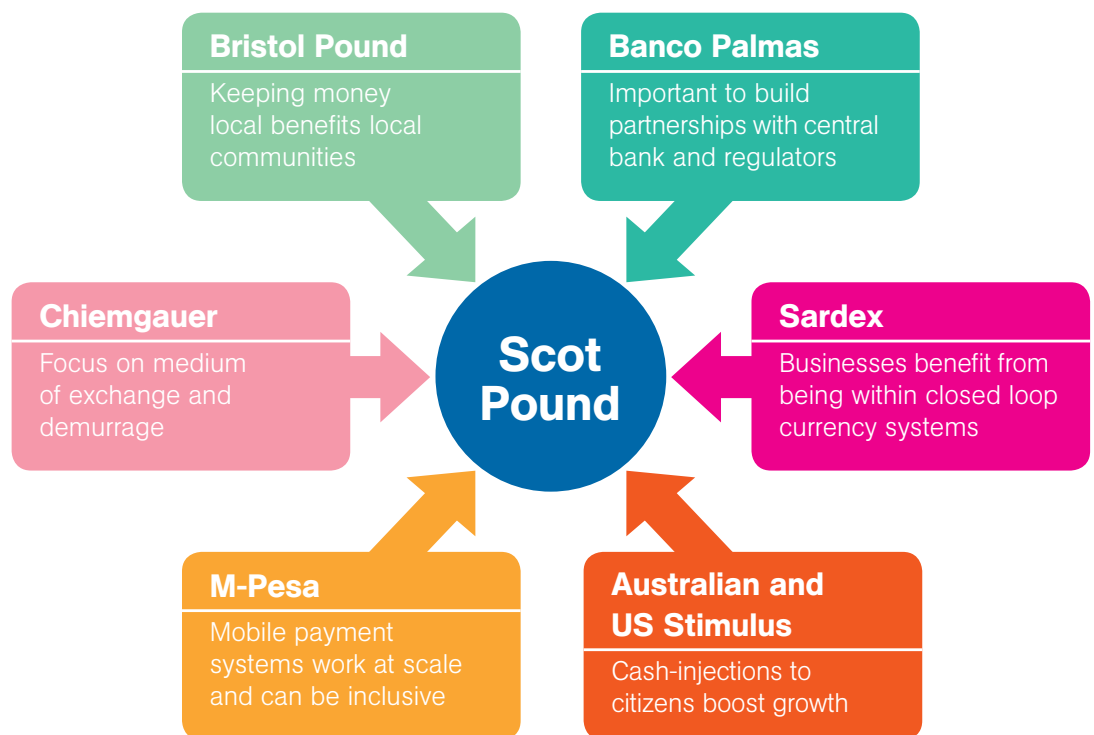 Bristol Pound
Keeping money
local benefits local
communities
Banco Palmas
Important to build
partnerships with central
bank and regulators
Chiemgauer
Focus on medium
of exchange and
demurrage
Scot
Pound
Sardex
Businesses benefit from
being within closed loop
currency systems
M-Pesa
Mobile payment
systems work at scale
and can be inclusive
Australian and
US Stimulus
Cash-injections to
citizens boost growth